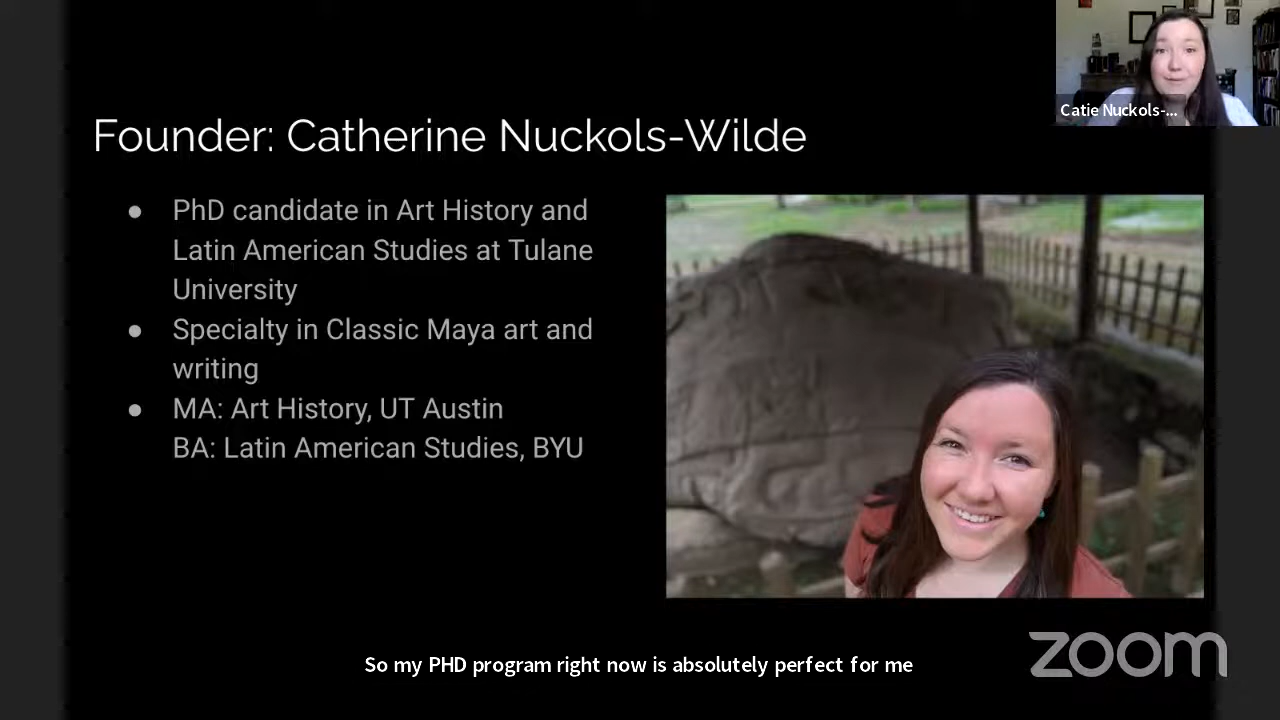 Catie Nuckols-...
Founder: Catherine Nuckols-Wilde
● PhD candidate in Art History and
Latin American Studies at Tulane
University
● Specialty in Classic Maya art and
writing
● MA: Art History, UT Austin
BA: Latin American Studies, BYU
So my PHD program right now is absolutely perfect for me
zoom